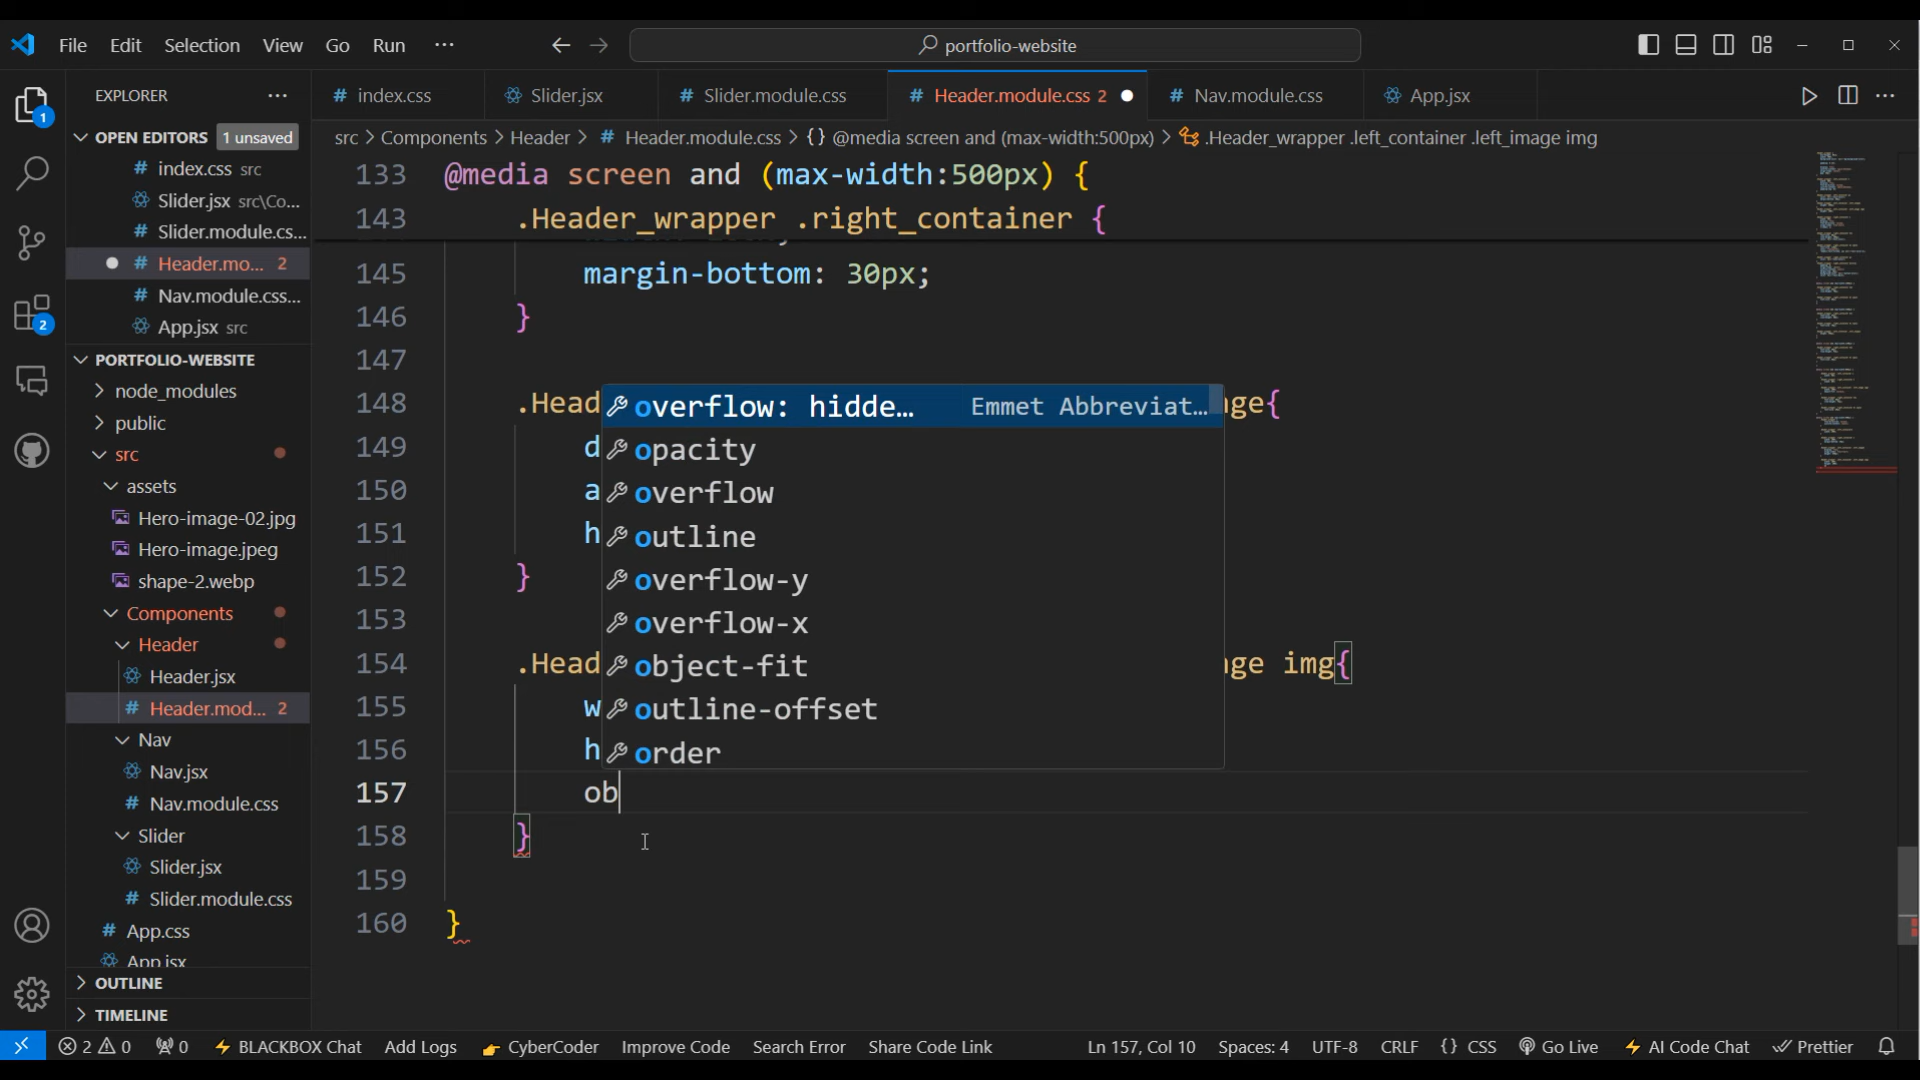 File Edit Selection View Go Run ··· portfolio-website
EXPLORER ···
index.css Slider.jsx Slider.module.css Header.module.css 2 Nav.module.css App.jsx
src > Components > Header > # Header.module.css > {} @media screen and (max-width:500px) > .Header_wrapper .left_container .left_image img
OPEN EDITORS 1 unsaved
# index.css src
Slider.jsx src\Co...
# Slider.module.cs...
# Header.mo... 2
# Nav.module.css...
App.jsx src
PORTFOLIO-WEBSITE
node_modules
public
src
assets
Hero-image-02.jpg
Hero-image.jpeg
shape-2.webp
Components
Header
Header.jsx
# Header.mod... 2
Nav
Nav.jsx
# Nav.module.css
Slider
Slider.jsx
# Slider.module.css
# App.css
App.jsx
OUTLINE
TIMELINE
133 @media screen and (max-width:500px) {
143 .Header_wrapper .right_container {
145 margin-bottom: 30px;
146 }
147
148 .Head ge{
149 d
150 a
151 h
152 }
153
154 .Head ge img{
155 w
156 h
157 ob
158 }
159
160 }
overflow: hidde... Emmet Abbreviat...
opacity
overflow
outline
overflow-y
overflow-x
object-fit
outline-offset
order
1
2
2 0 0 BLACKBOX Chat Add Logs CyberCoder Improve Code Search Error Share Code Link Ln 157, Col 10 Spaces: 4 UTF-8 CRLF {} CSS Go Live AI Code Chat Prettier